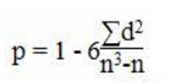 p = 1 - 6 ∑d²/n³-n